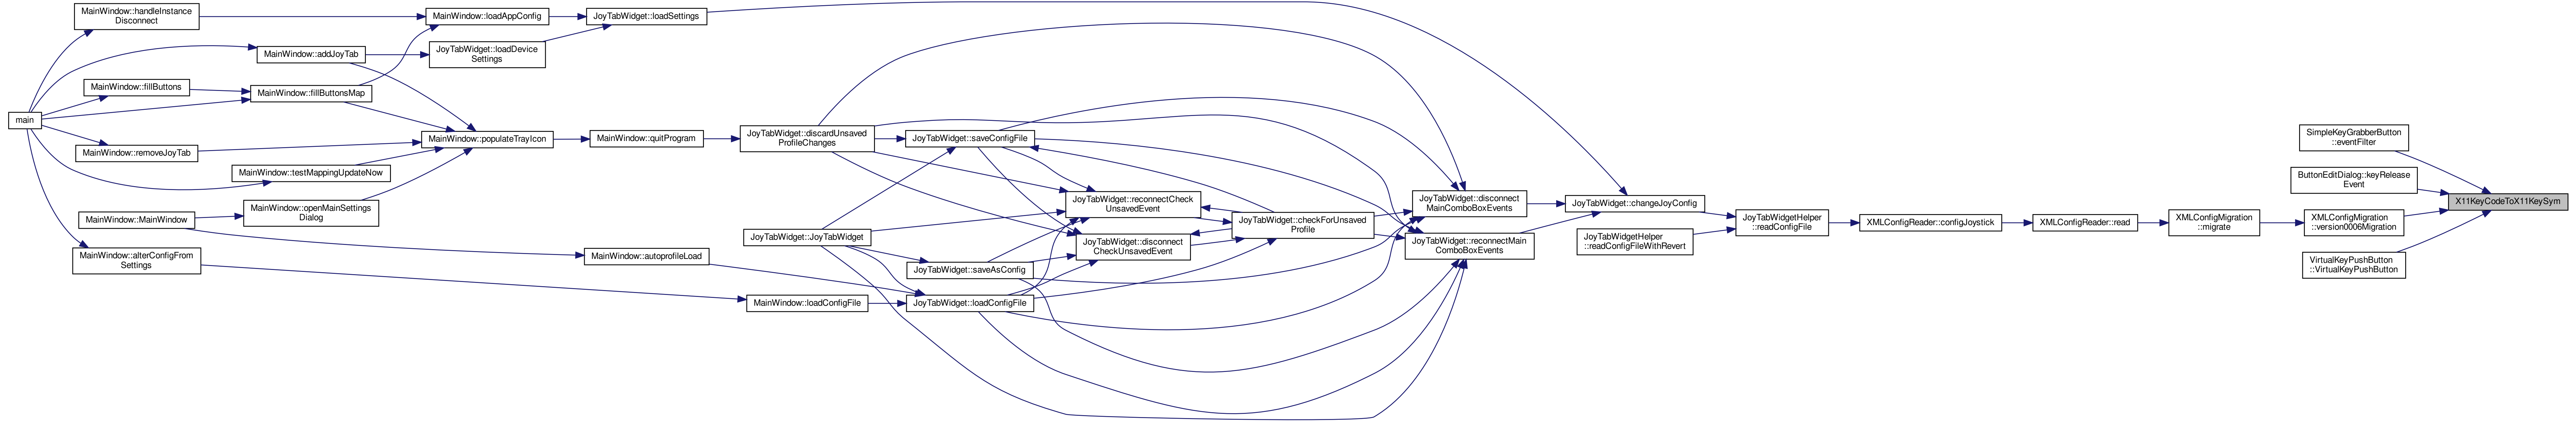 MainWindow::handleInstance
Disconnect
MainWindow::loadAppConfig
JoyTabWidget::loadSettings
MainWindow::addJoyTab
JoyTabWidget::loadDevice
Settings
MainWindow::fillButtons
MainWindow::fillButtonsMap
main
MainWindow::removeJoyTab
MainWindow::populateTrayIcon
MainWindow::quitProgram
MainWindow::testMappingUpdateNow
MainWindow::MainWindow
MainWindow::openMainSettings
Dialog
MainWindow::alterConfigFrom
Settings
MainWindow::autoprofileLoad
MainWindow::loadConfigFile
JoyTabWidget::discardUnsaved
ProfileChanges
JoyTabWidget::saveConfigFile
JoyTabWidget::JoyTabWidget
JoyTabWidget::saveAsConfig
JoyTabWidget::loadConfigFile
JoyTabWidget::reconnectCheck
UnsavedEvent
JoyTabWidget::disconnect
CheckUnsavedEvent
JoyTabWidget::checkForUnsaved
Profile
JoyTabWidget::disconnect
MainComboBoxEvents
JoyTabWidget::reconnectMain
ComboBoxEvents
JoyTabWidget::changeJoyConfig
JoyTabWidgetHelper
::readConfigFileWithRevert
JoyTabWidgetHelper
::readConfigFile
XMLConfigReader::configJoystick
XMLConfigReader::read
XMLConfigMigration
::migrate
SimpleKeyGrabberButton
::eventFilter
ButtonEditDialog::keyRelease
Event
XMLConfigMigration
::version0006Migration
VirtualKeyPushButton
::VirtualKeyPushButton
X11KeyCodeToX11KeySym